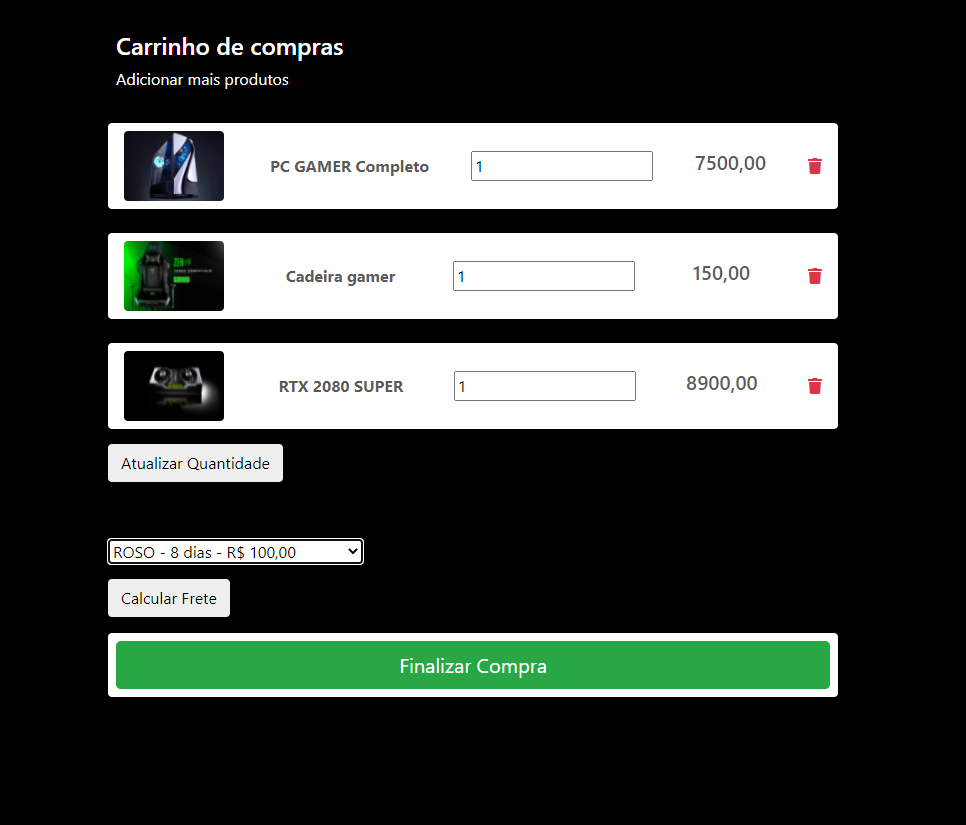 Carrinho de compras
Adicionar mais produtos
PC GAMER Completo 1 7500,00
ZEN
Cadeira gamer 1 150,00
RTX 2080 SUPER 1 8900,00
Atualizar Quantidade
ROSO - 8 dias - R$ 100,00
Calcular Frete
Finalizar Compra